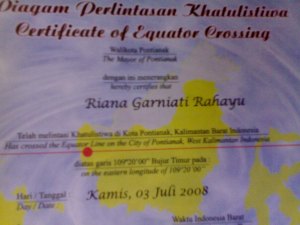 Piagam Perlintasan Khatulistiwa
Certificate of Equator Crossing
Walikota Pontianak
The Mayor of Pontianak
dengan ini menerangkan
hereby certifies that
Riana Garniati Rahayu
Telah melintasi Khatulistiwa di Kota Pontianak, Kalimantan Barat Indonesia
Has crossed the Equator Line on the City of Pontianak, West Kalimantan Indonesia
diatas garis 109°20'00" Bujur Timur pada :
on the eastern longitude of 109°20'00"
Hari / Tanggal
Day / Date
Kamis, 03 Juli 2008
Waktu Indonesia Barat